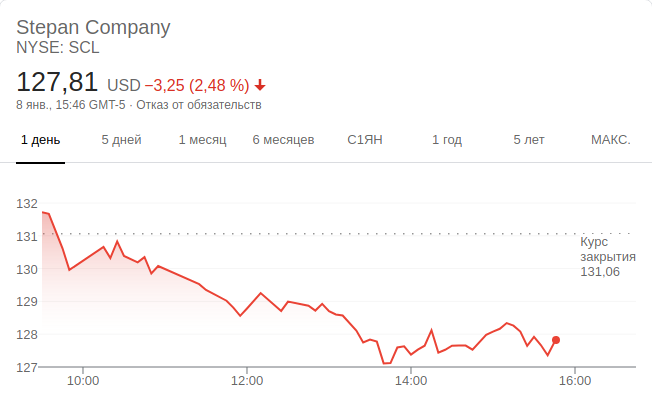 Stepan Company
NYSE: SCL
127,81 USD −3,25 (2,48 %)
8 янв., 15:46 GMT-5 · Отказ от обязательств
1 день 5 дней 1 месяц 6 месяцев С1ЯН 1 год 5 лет МАКС.
132
131
Курс
закрытия
131,06
130
129
128
127
10:00 12:00 14:00 16:00